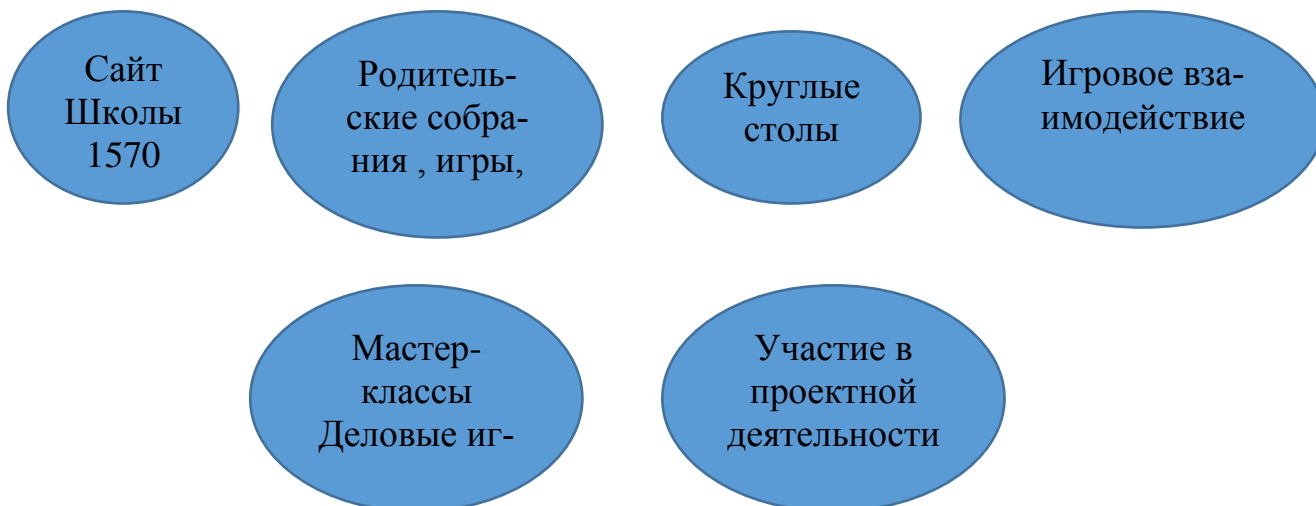 Сайт
Школы
1570
Родитель-
ские собра-
ния , игры,
Круглые
столы
Игровое вза-
имодействие
Мастер-
классы
Деловые иг-
Участие в
проектной
деятельности